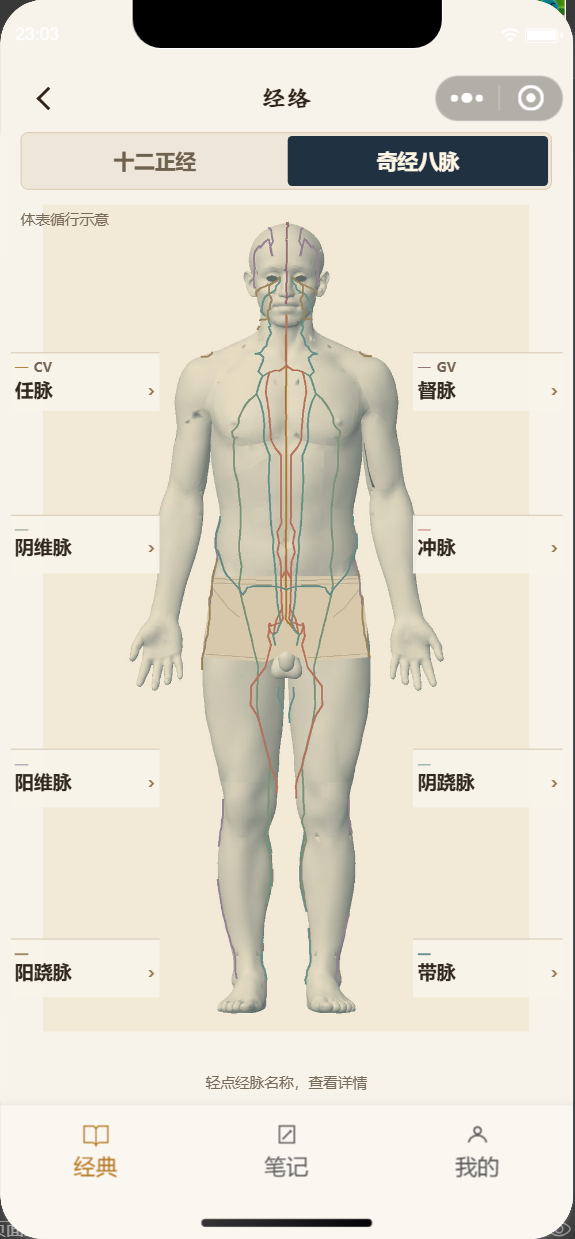 23:03
经络
十二正经
奇经八脉
体表循行示意
CV
任脉
GV
督脉
阴维脉
冲脉
阳维脉
阴跷脉
阳跷脉
带脉
轻点经脉名称，查看详情
经典
笔记
我的
页面